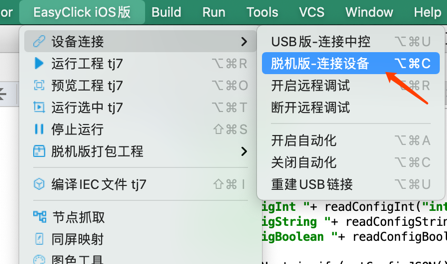 or EasyClick iOS版 Build Run Tools VCS Window Help
设备连接
运行工程 tj7 ⌥⌘R
预览工程 tj7 ⌥⌘O
运行选中 tj7 ⌥⌘T
停止运行 ⇧⌘S
脱机版打包工程
编译IEC文件 tj7 ⇧⌘I
节点抓取
同屏映射
图色工具
USB版-连接中控 ⌥⌘U
脱机版-连接设备 ⌥⌘C
开启远程调试 ⌘R
断开远程调试
开启自动化 ⌥⌘A
关闭自动化 ⌥⌘C
重建USB链接 ⌥⌘U
igInt "+ readConfigInt("int
igString "+ readConfigStrin
igBoolean "+ readConfigBool